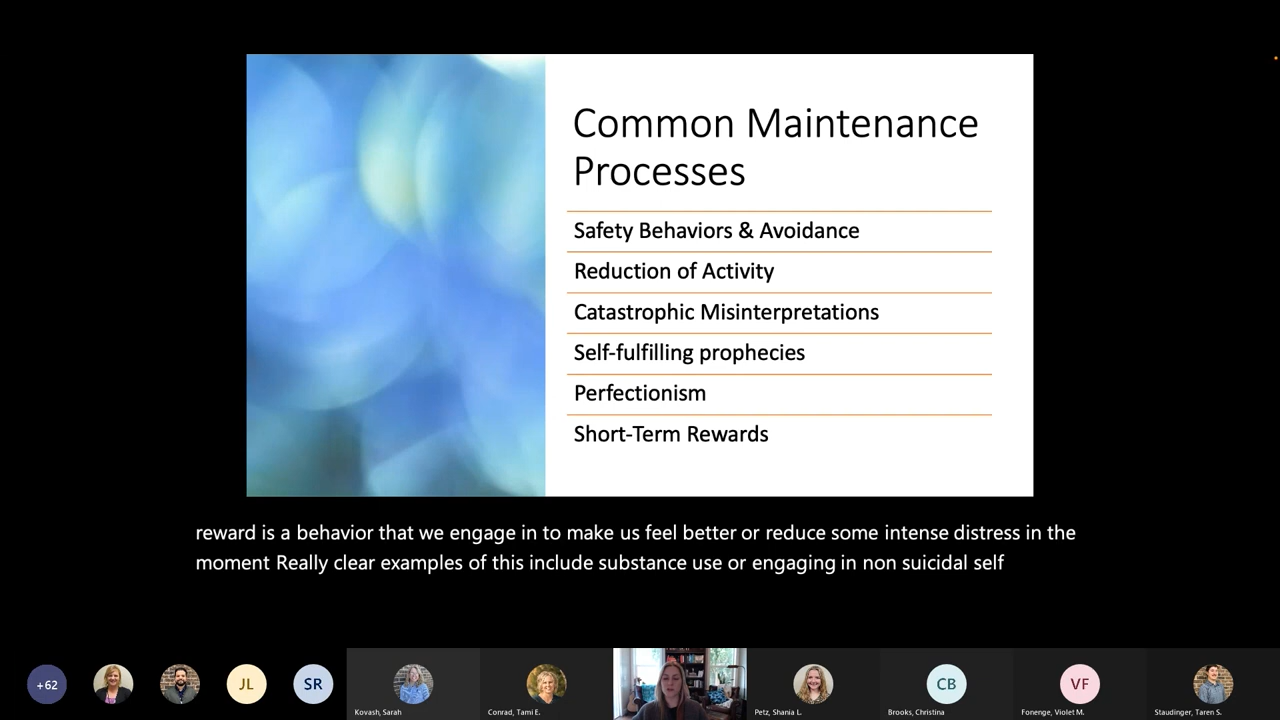 Common Maintenance
Processes
Safety Behaviors & Avoidance
Reduction of Activity
Catastrophic Misinterpretations
Self-fulfilling prophecies
Perfectionism
Short-Term Rewards
reward is a behavior that we engage in to make us feel better or reduce some intense distress in the
moment Really clear examples of this include substance use or engaging in non suicidal self
+62
JL
SR
CB
VF
Kovash, Sarah
Conrad, Tami E.
Petz, Shania L.
Brooks, Christina
Fonenge, Violet M.
Staudinger, Taren S.